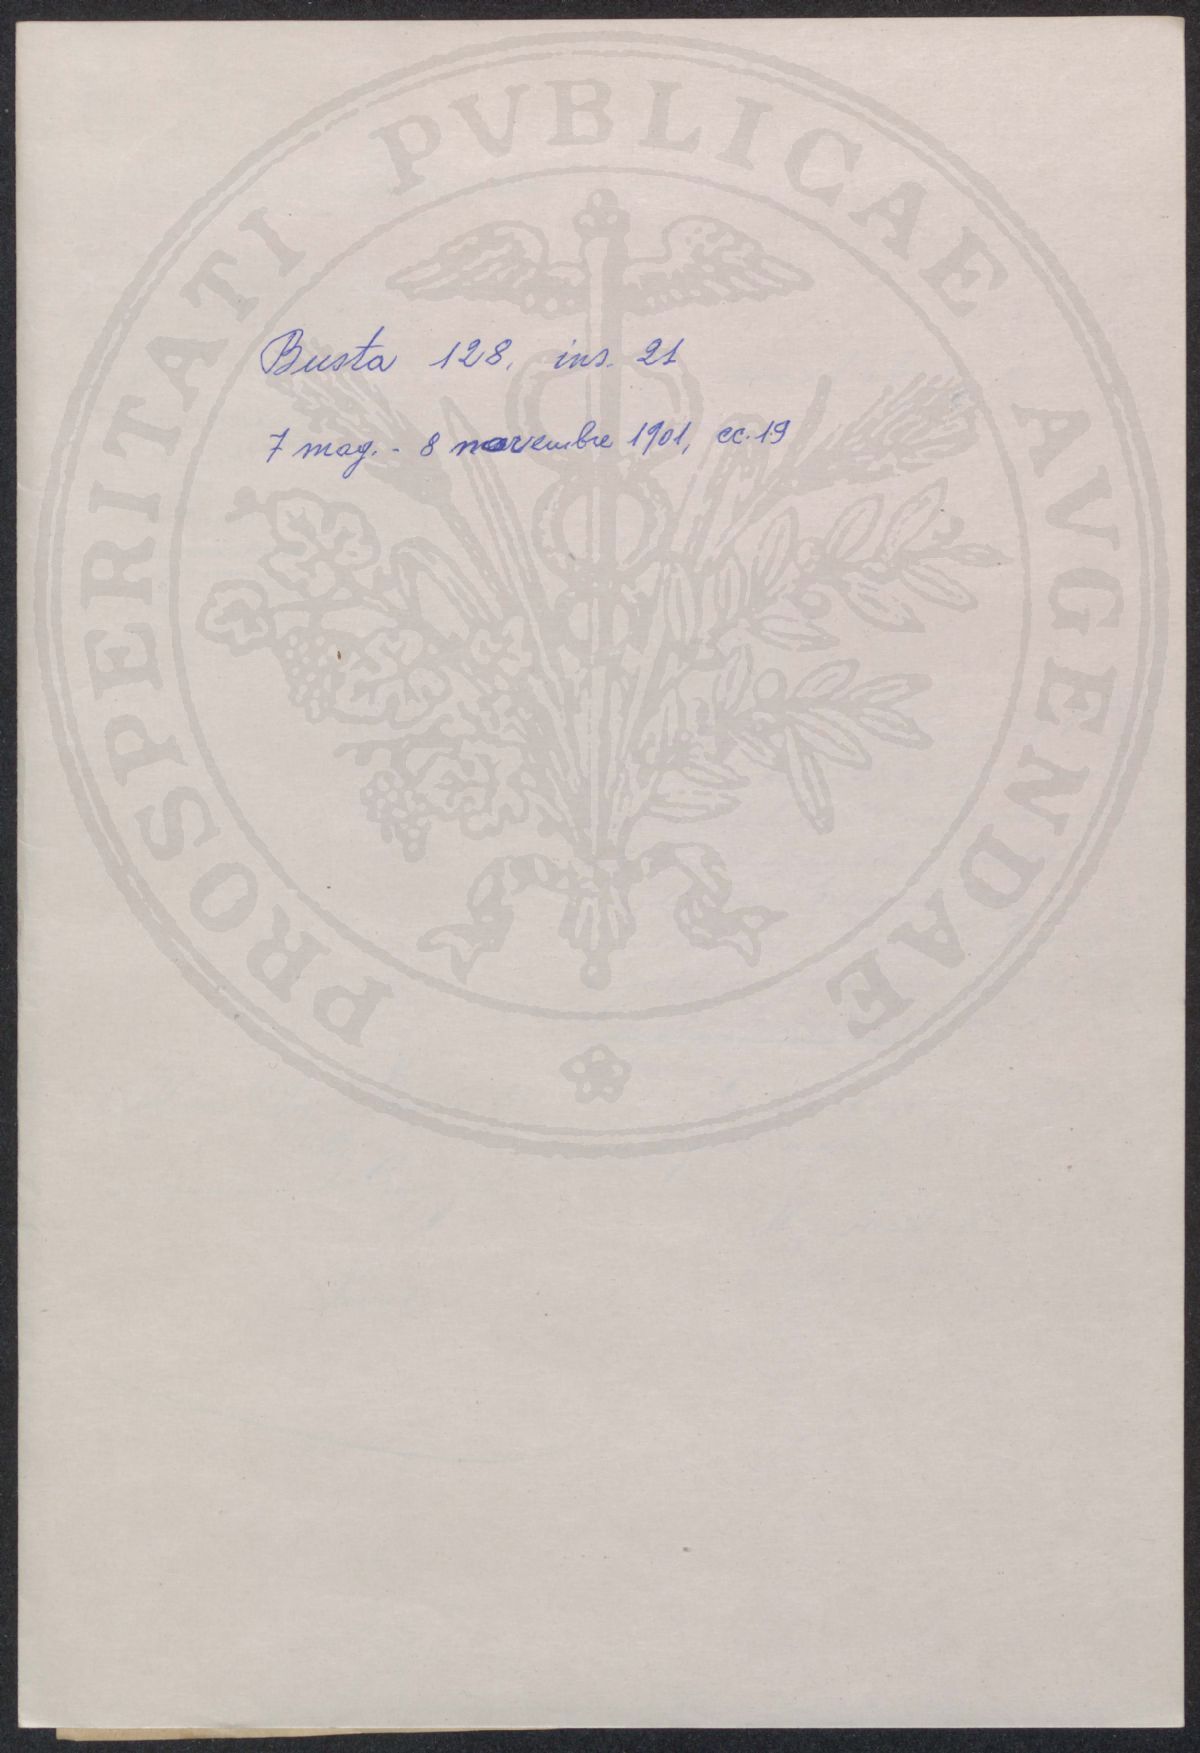 PROSPERITATI PVBLICAE AVGENDAE
Busta 128, ins. 21
7 mag. - 8 novembre 1901, cc. 19